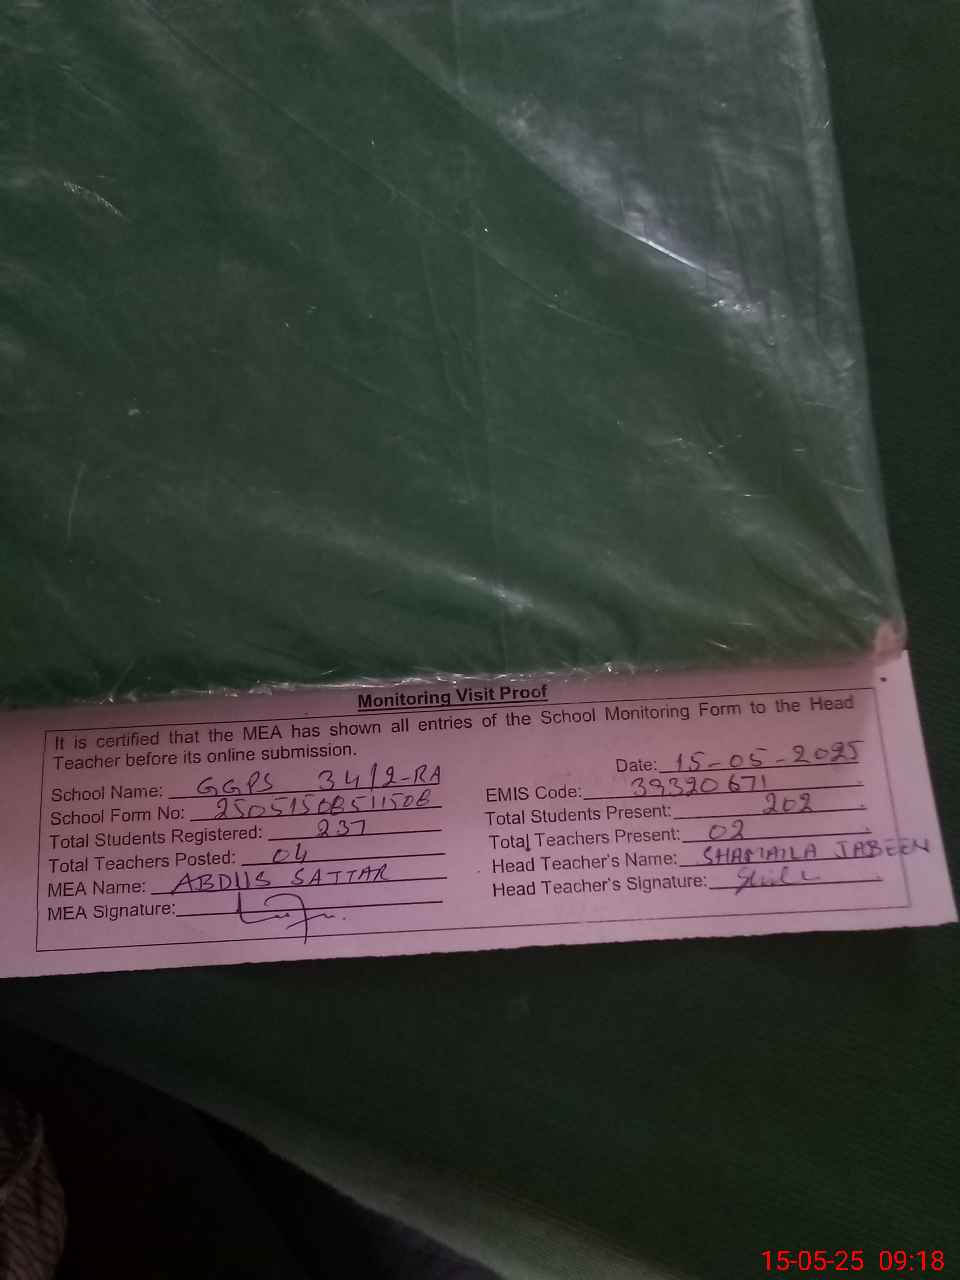 Monitoring Visit Proof
It is certified that the MEA has shown all entries of the School Monitoring Form to the Head
Teacher before its online submission.
Date: 15-05-2025
School Name: GGPS 34/2-RA
EMIS Code: 39320671
School Form No:
Total Students Present: 202
Total Students Registered: 237
Total Teachers Present: 02
Total Teachers Posted: 04
Head Teacher's Name: SHAMAILA JABEEN
MEA Name: ABDUS SATTAR
Head Teacher's Signature:
MEA Signature:
15-05-25 09:18